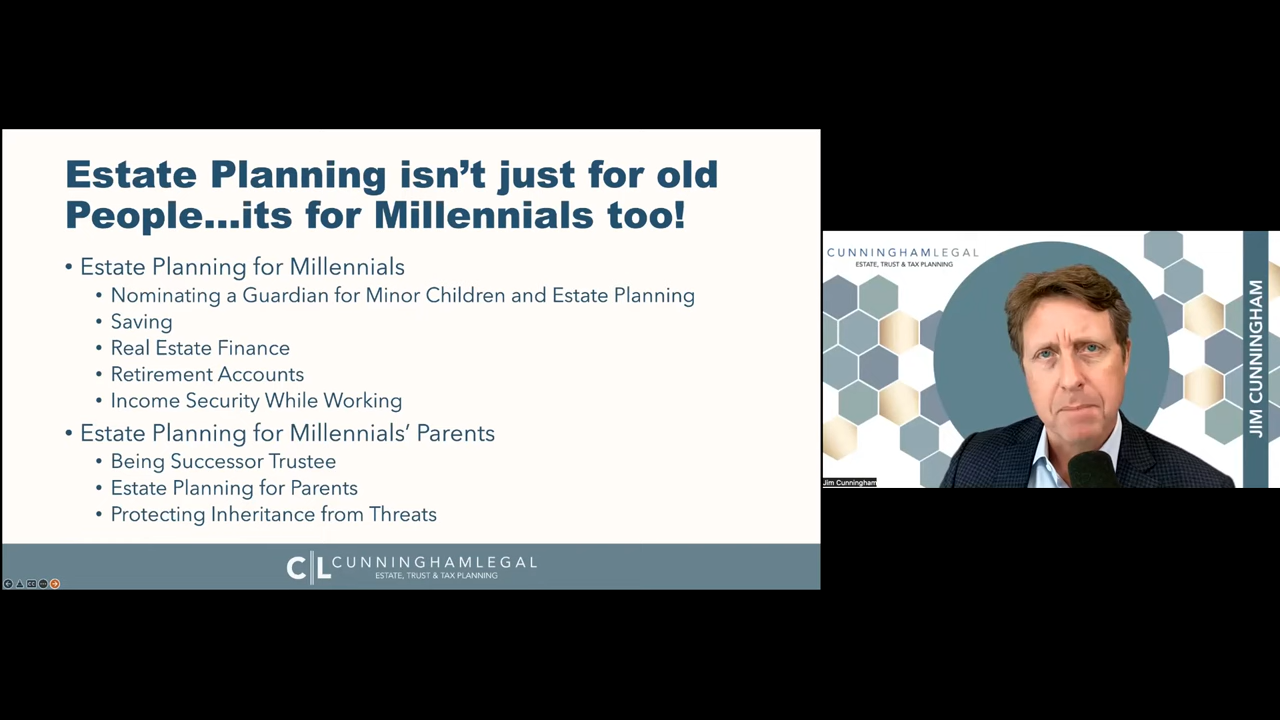 Estate Planning isn’t just for old
People...its for Millennials too!
• Estate Planning for Millennials
• Nominating a Guardian for Minor Children and Estate Planning
• Saving
• Real Estate Finance
• Retirement Accounts
• Income Security While Working
• Estate Planning for Millennials’ Parents
• Being Successor Trustee
• Estate Planning for Parents
• Protecting Inheritance from Threats
C|L CUNNINGHAMLEGAL
ESTATE, TRUST & TAX PLANNING
CUNNINGHAMLEGAL
ESTATE, TRUST & TAX PLANNING
JIM CUNNINGHAM
Jim Cunningham